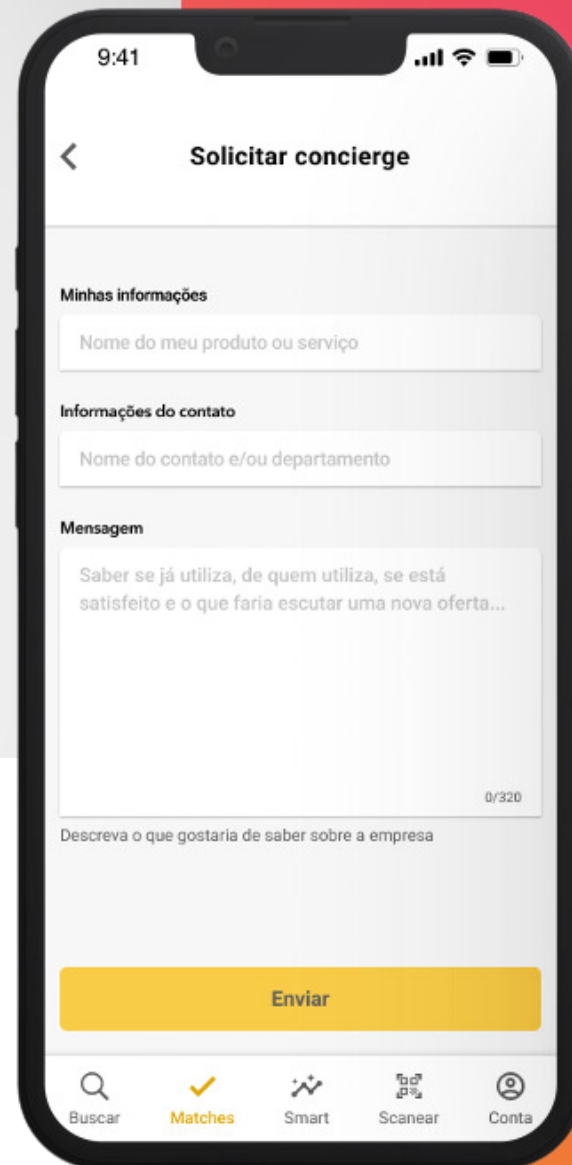 9:41
Solicitar concierge
Minhas informações
Nome do meu produto ou serviço
Informações do contato
Nome do contato e/ou departamento
Mensagem
Saber se já utiliza, de quem utiliza, se está
satisfeito e o que faria escutar uma nova oferta...
0/320
Descreva o que gostaria de saber sobre a empresa
Enviar
Buscar Matches Smart Scanear Conta